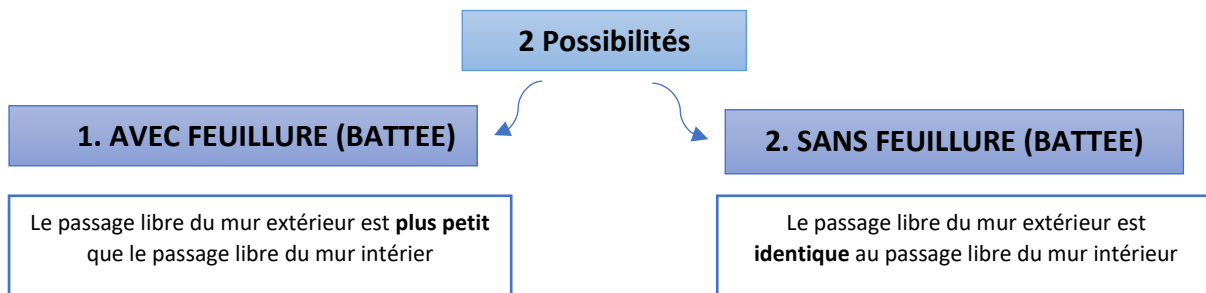 2 Possibilités
1. AVEC FEUILLURE (BATTEE)
2. SANS FEUILLURE (BATTEE)
Le passage libre du mur extérieur est plus petit
que le passage libre du mur intérier
Le passage libre du mur extérieur est
identique au passage libre du mur intérieur